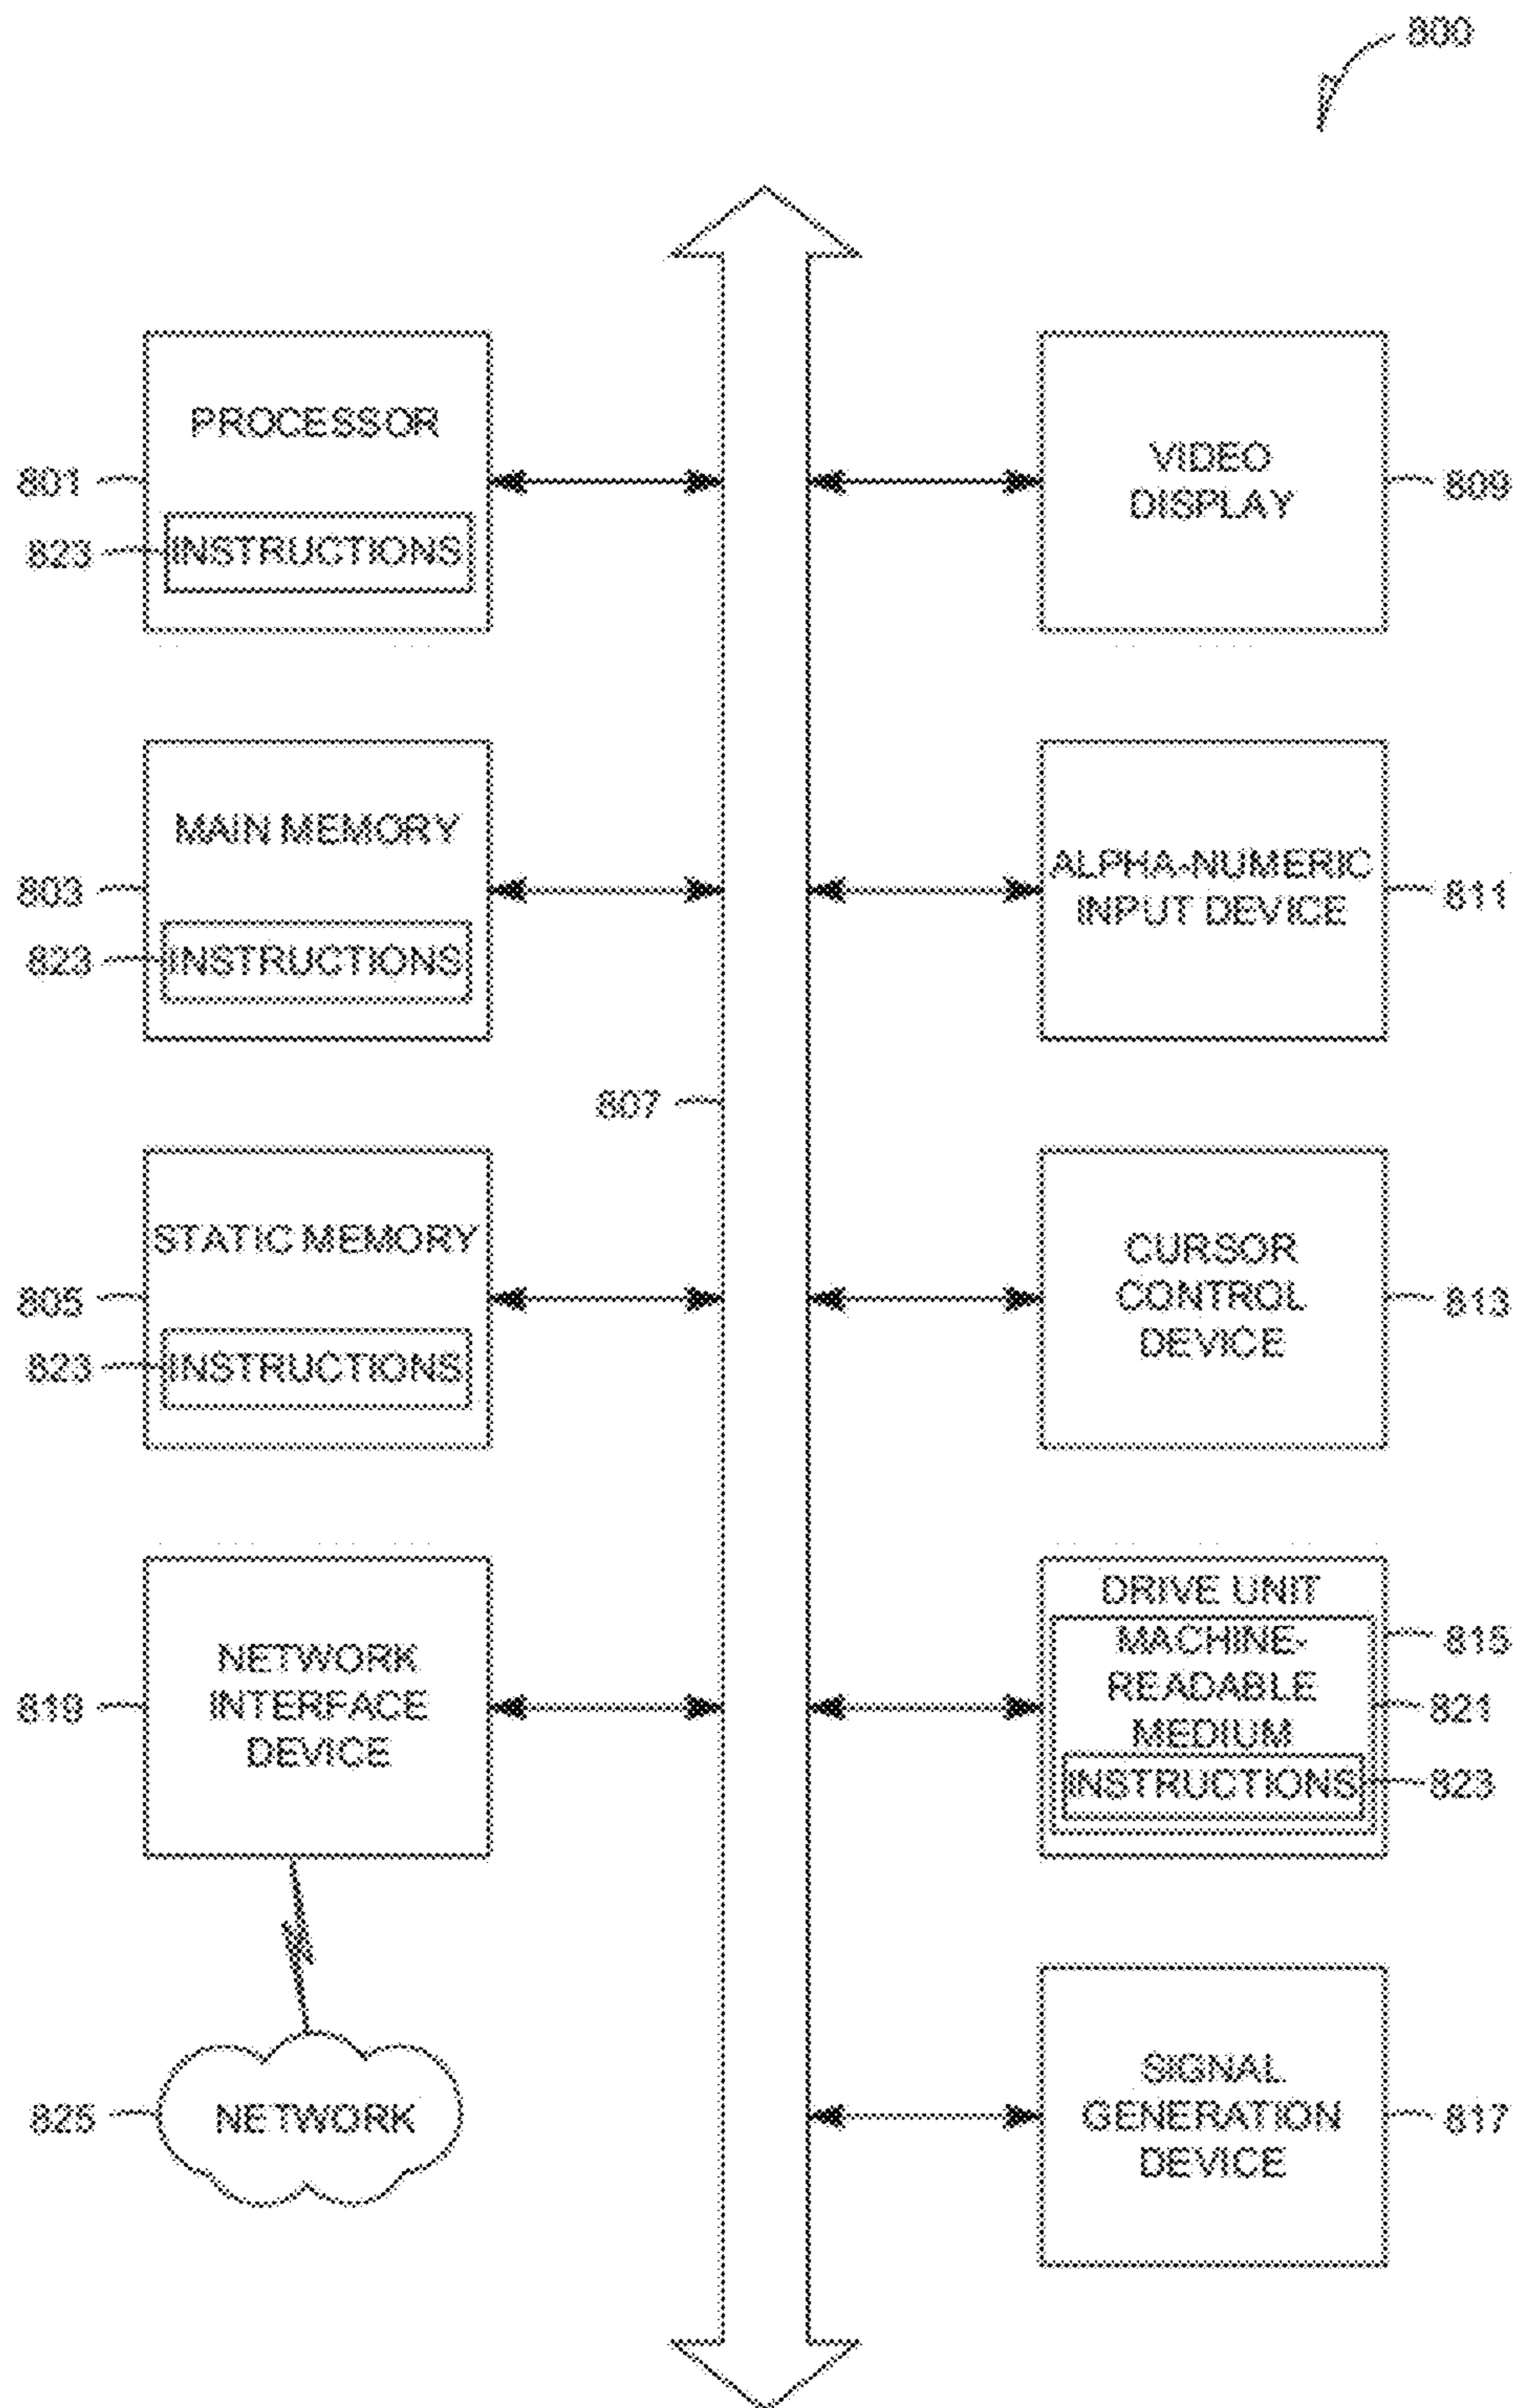 800
PROCESSOR
801
823
INSTRUCTIONS
VIDEO
DISPLAY
809
MAIN MEMORY
803
823
INSTRUCTIONS
ALPHA-NUMERIC
INPUT DEVICE
811
807
STATIC MEMORY
805
823
INSTRUCTIONS
CURSOR
CONTROL
DEVICE
813
NETWORK
INTERFACE
DEVICE
819
DRIVE UNIT
815
MACHINE-
READABLE
MEDIUM
821
INSTRUCTIONS
823
825
NETWORK
SIGNAL
GENERATION
DEVICE
817